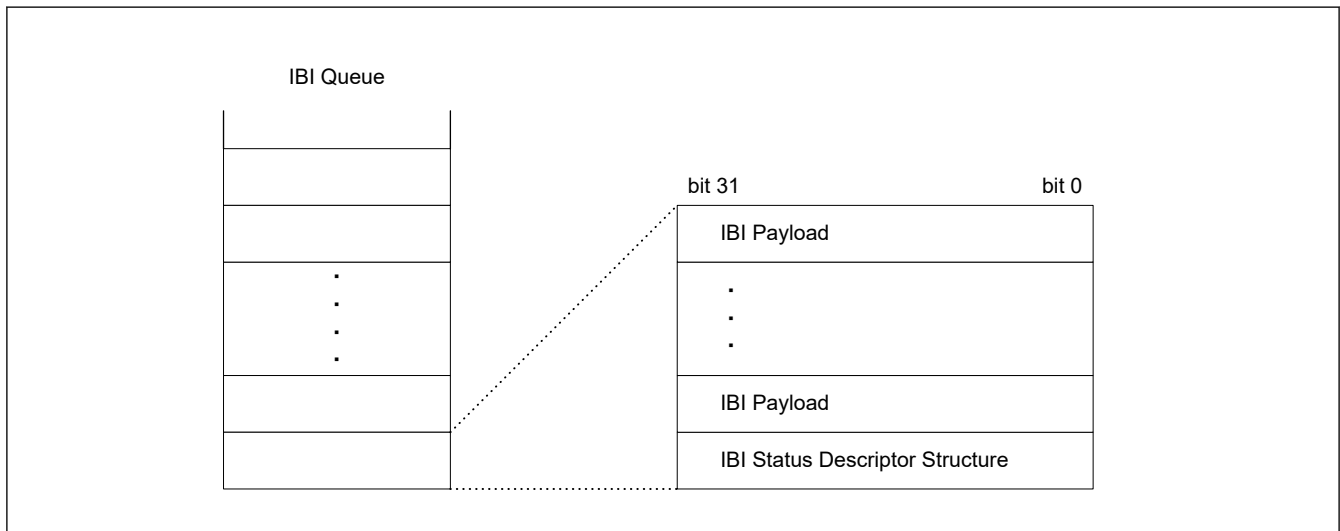 IBI Queue
bit 31
bit 0
IBI Payload
IBI Payload
IBI Status Descriptor Structure